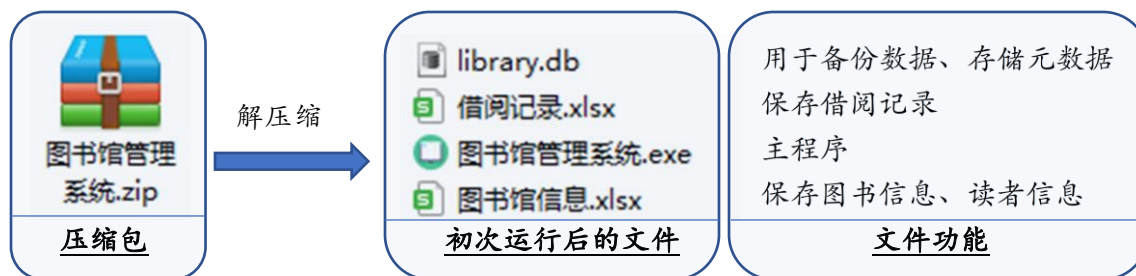 图书馆管理
系统.zip
压缩包
解压缩
library.db
借阅记录.xlsx
图书馆管理系统.exe
图书馆信息.xlsx
初次运行后的文件
用于备份数据、存储元数据
保存借阅记录
主程序
保存图书信息、读者信息
文件功能